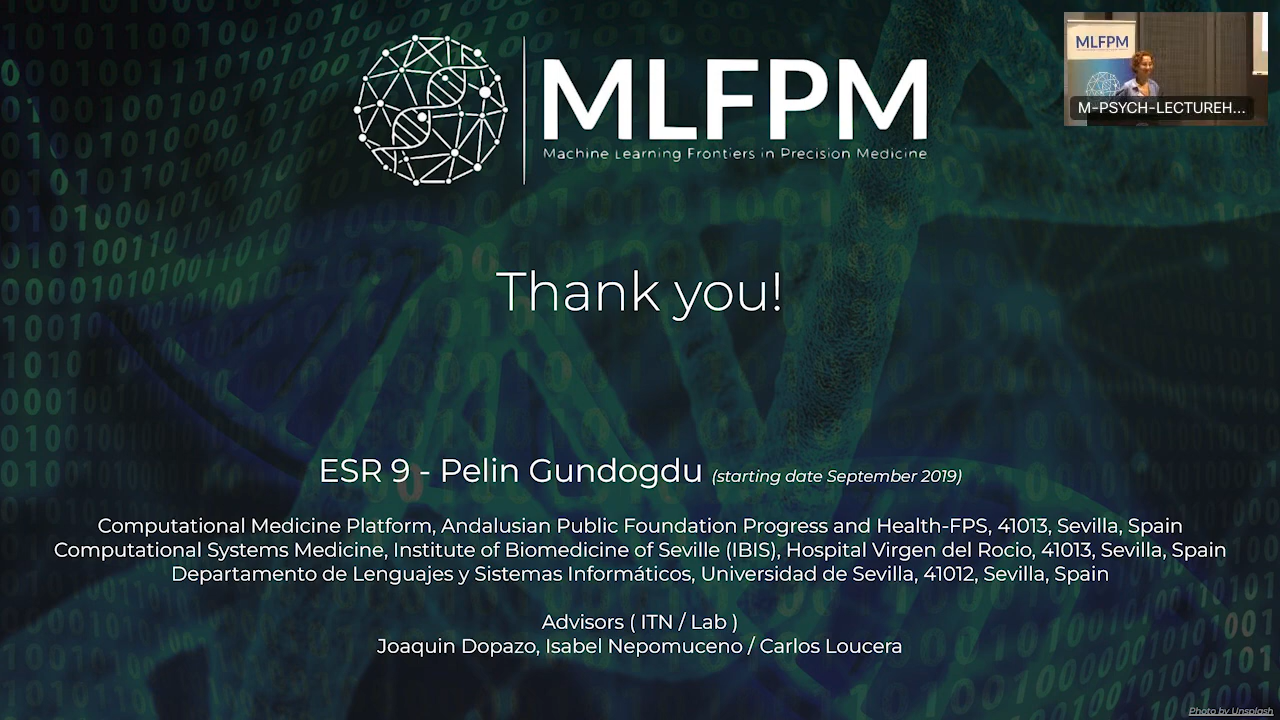 MLFPM
Machine Learning Frontiers in Precision Medicine
MLFPM
M-PSYCH-LECTUREH...
Thank you!
ESR 9 - Pelin Gundogdu (starting date September 2019)
Computational Medicine Platform, Andalusian Public Foundation Progress and Health-FPS, 41013, Sevilla, Spain
Computational Systems Medicine, Institute of Biomedicine of Seville (IBIS), Hospital Virgen del Rocio, 41013, Sevilla, Spain
Departamento de Lenguajes y Sistemas Informáticos, Universidad de Sevilla, 41012, Sevilla, Spain
Advisors ( ITN / Lab )
Joaquin Dopazo, Isabel Nepomuceno / Carlos Loucera
Photo by Unsplash